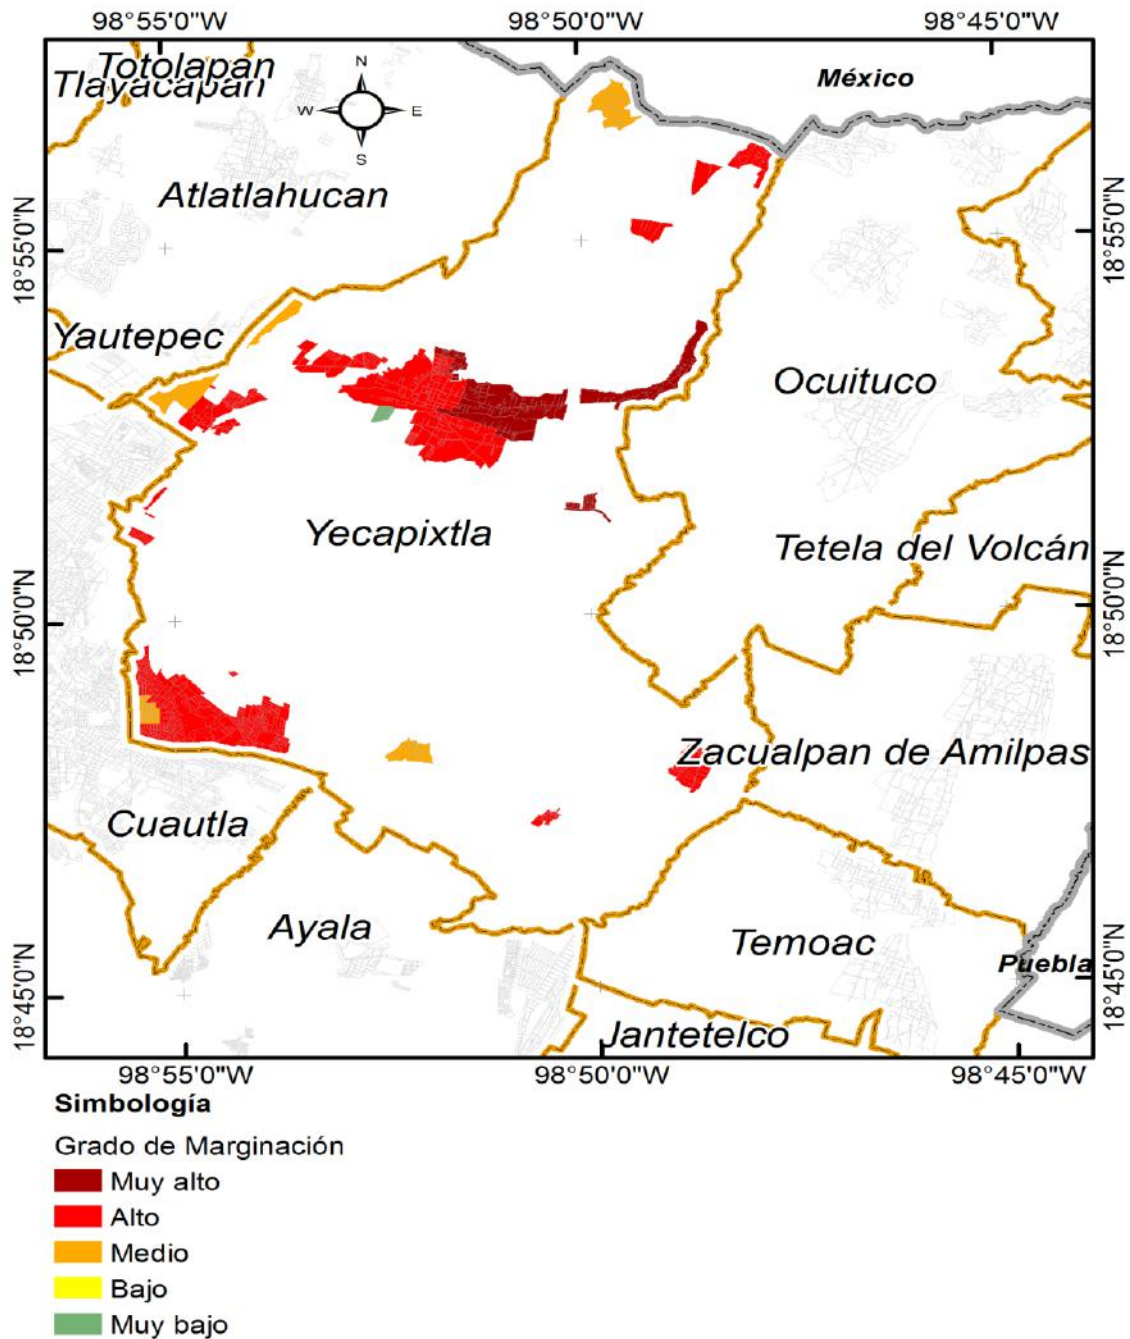 98°55'0"W 98°50'0"W 98°45'0"W
Totolapan
Tlayacapan
N
W E
S
México
Atlatlahucan
18°55'0"N 18°55'0"N
Yautepec
Ocuituco
Yecapixtla
Tetela del Volcán
18°50'0"N 18°50'0"N
Zacualpan de Amilpas
Cuautla
Ayala
Temoac
Puebla
18°45'0"N 18°45'0"N
Jantetelco
98°55'0"W 98°50'0"W 98°45'0"W
Simbología
Grado de Marginación
Muy alto
Alto
Medio
Bajo
Muy bajo